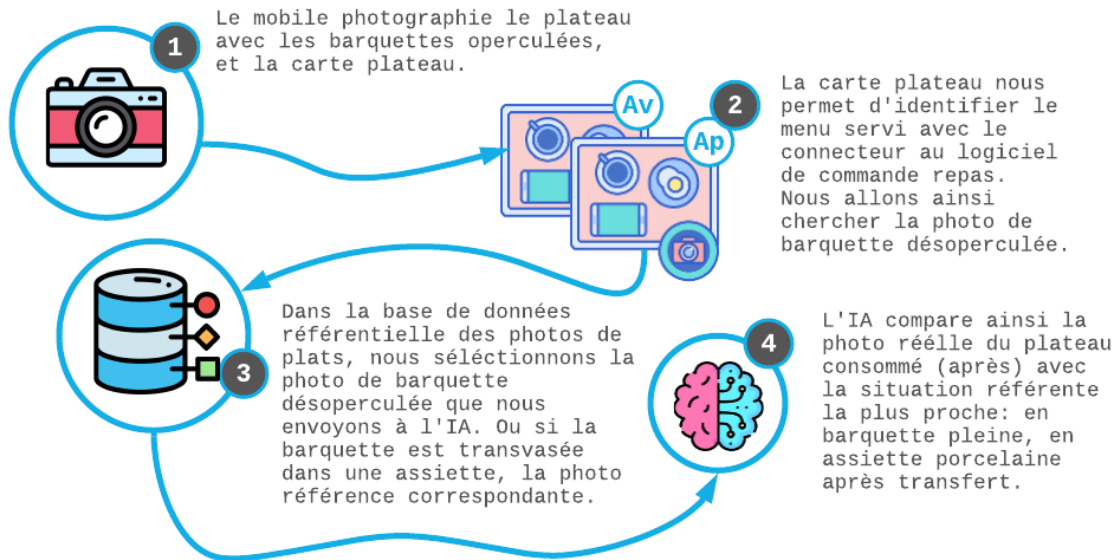 1
Le mobile photographie le plateau
avec les barquettes operculées,
et la carte plateau.
Av
Ap
2
La carte plateau nous
permet d'identifier le
menu servi avec le
connecteur au logiciel
de commande repas.
Nous allons ainsi
chercher la photo de
barquette désoperculée.
3
Dans la base de données
référentielle des photos de
plats, nous séléctionnons la
photo de barquette
désoperculée que nous
envoyons à l'IA. Ou si la
barquette est transvasée
dans une assiette, la photo
référence correspondante.
4
L'IA compare ainsi la
photo réélle du plateau
consommé (après) avec
la situation référente
la plus proche: en
barquette pleine, en
assiette porcelaine
après transfert.